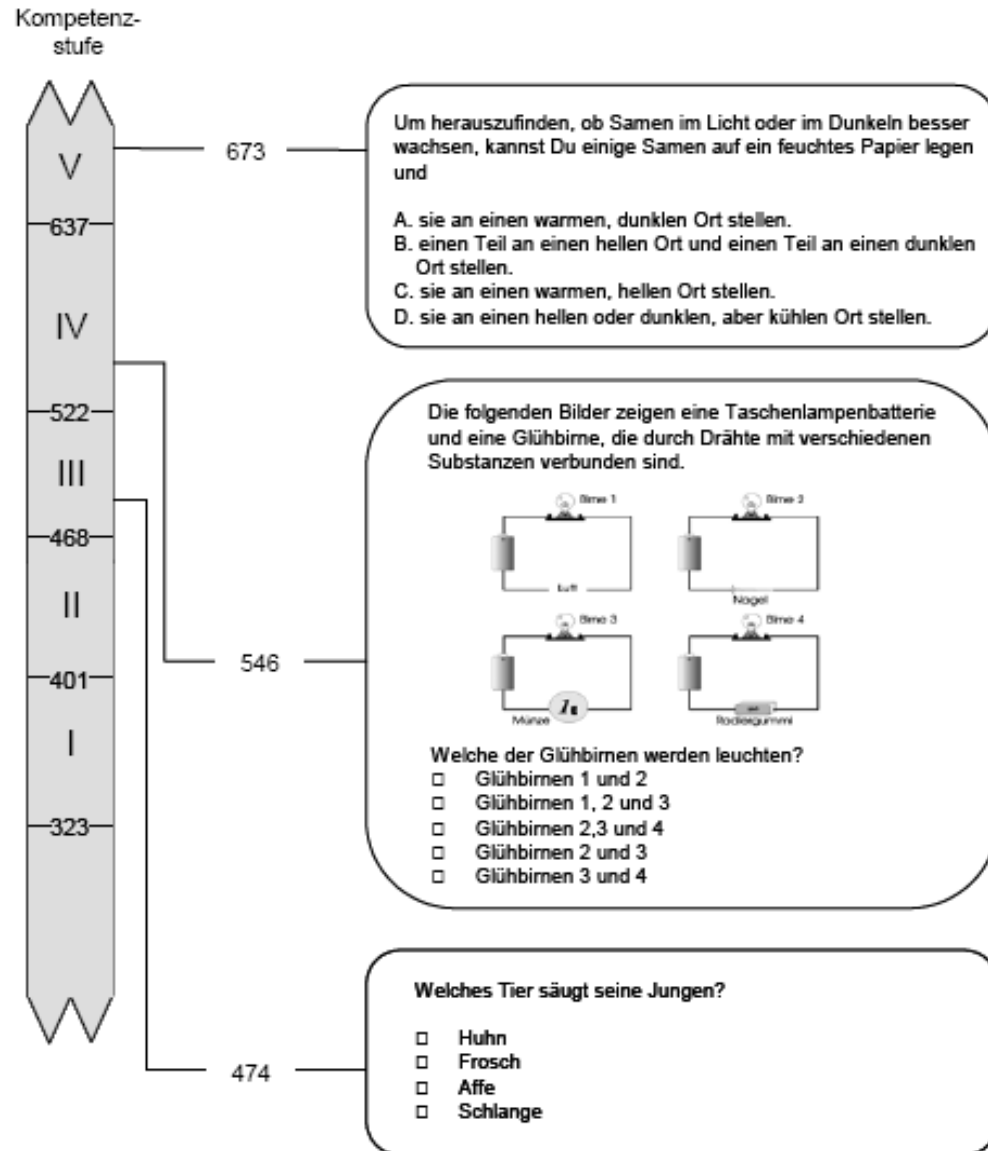 Kompetenz-
stufe
V
637
IV
522
III
468
II
401
I
323
673
Um herauszufinden, ob Samen im Licht oder im Dunkeln besser
wachsen, kannst Du einige Samen auf ein feuchtes Papier legen
und
A. sie an einen warmen, dunklen Ort stellen.
B. einen Teil an einen hellen Ort und einen Teil an einen dunklen
Ort stellen.
C. sie an einen warmen, hellen Ort stellen.
D. sie an einen hellen oder dunklen, aber kühlen Ort stellen.
546
Die folgenden Bilder zeigen eine Taschenlampenbatterie
und eine Glühbirne, die durch Drähte mit verschiedenen
Substanzen verbunden sind.
Birne 1
Luft
Birne 2
Nagel
Birne 3
Münze
Birne 4
Radiergummi
Welche der Glühbirnen werden leuchten?
□ Glühbirnen 1 und 2
□ Glühbirnen 1, 2 und 3
□ Glühbirnen 2,3 und 4
□ Glühbirnen 2 und 3
□ Glühbirnen 3 und 4
474
Welches Tier säugt seine Jungen?
□ Huhn
□ Frosch
□ Affe
□ Schlange